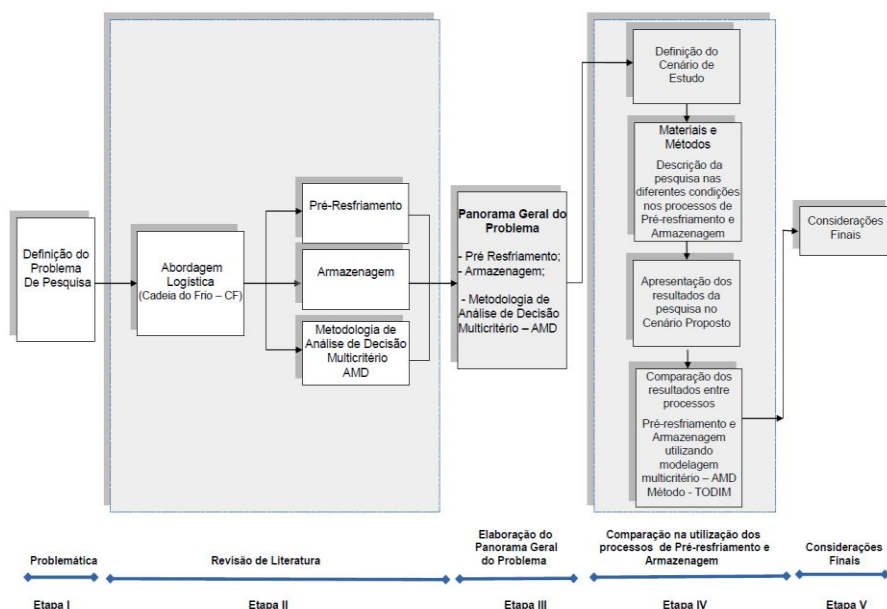 Definição do
Problema
De Pesquisa
Abordagem
Logística
(Cadeia do Frio – CF)
Pré-Resfriamento
Armazenagem
Metodologia de
Análise de Decisão
Multicritério
AMD
Panorama Geral do
Problema
- Pré Resfriamento;
- Armazenagem;
- Metodologia de
Análise de Decisão
Multicritério – AMD
Definição do
Cenário de
Estudo
Materiais e
Métodos
Descrição da
pesquisa nas
diferentes condições
nos processos de
Pré-resfriamento e
Armazenagem
Apresentação dos
resultados da
pesquisa no
Cenário Proposto
Comparação dos
resultados entre
processos
Pré-resfriamento e
Armazenagem
utilizando
modelagem
multicritério – AMD
Método - TODIM
Considerações
Finais
Problemática
Revisão de Literatura
Elaboração do
Panorama Geral
do Problema
Comparação na utilização dos
processos de Pré-resfriamento e
Armazenagem
Considerações
Finais
Etapa I
Etapa II
Etapa III
Etapa IV
Etapa V